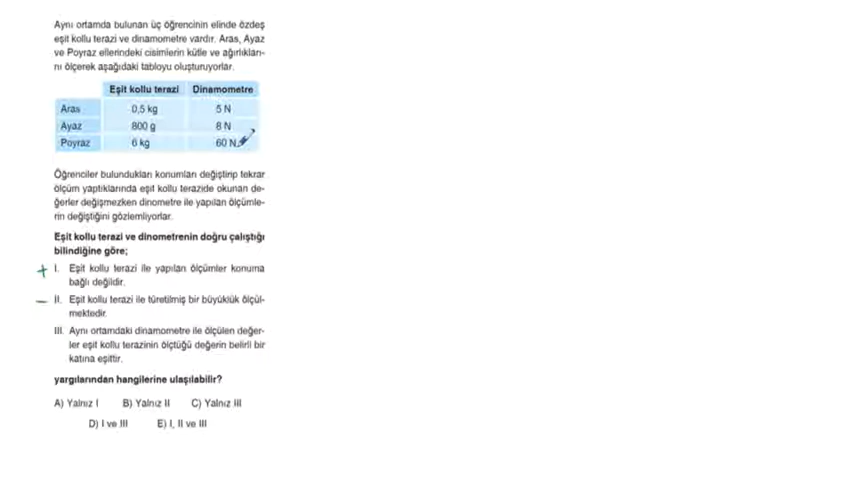 Aynı ortamda bulunan üç öğrencinin elinde özdeş
eşit kollu terazi ve dinamometre vardır. Aras, Ayaz
ve Poyraz ellerindeki cisimlerin kütle ve ağırlıkları-
nı ölçerek aşağıdaki tabloyu oluşturuyorlar.
Eşit kollu terazi Dinamometre
Aras 0,5 kg 5 N
Ayaz 800 g 8 N
Poyraz 6 kg 60 N
Öğrenciler bulundukları konumları değiştirip tekrar
ölçüm yaptıklarında eşit kollu terazide okunan de-
ğerler değişmezken dinometre ile yapılan ölçümle-
rin değiştiğini gözlemliyorlar.
Eşit kollu terazi ve dinometrenin doğru çalıştığı
bilindiğine göre;
+ I. Eşit kollu terazi ile yapılan ölçümler konuma
bağlı değildir.
– II. Eşit kollu terazi ile türetilmiş bir büyüklük ölçül-
mektedir.
III. Aynı ortamdaki dinamometre ile ölçülen değer-
ler eşit kollu terazinin ölçtüğü değerin belirli bir
katına eşittir.
yargılarından hangilerine ulaşılabilir?
A) Yalnız I B) Yalnız II C) Yalnız III
D) I ve III E) I, II ve III